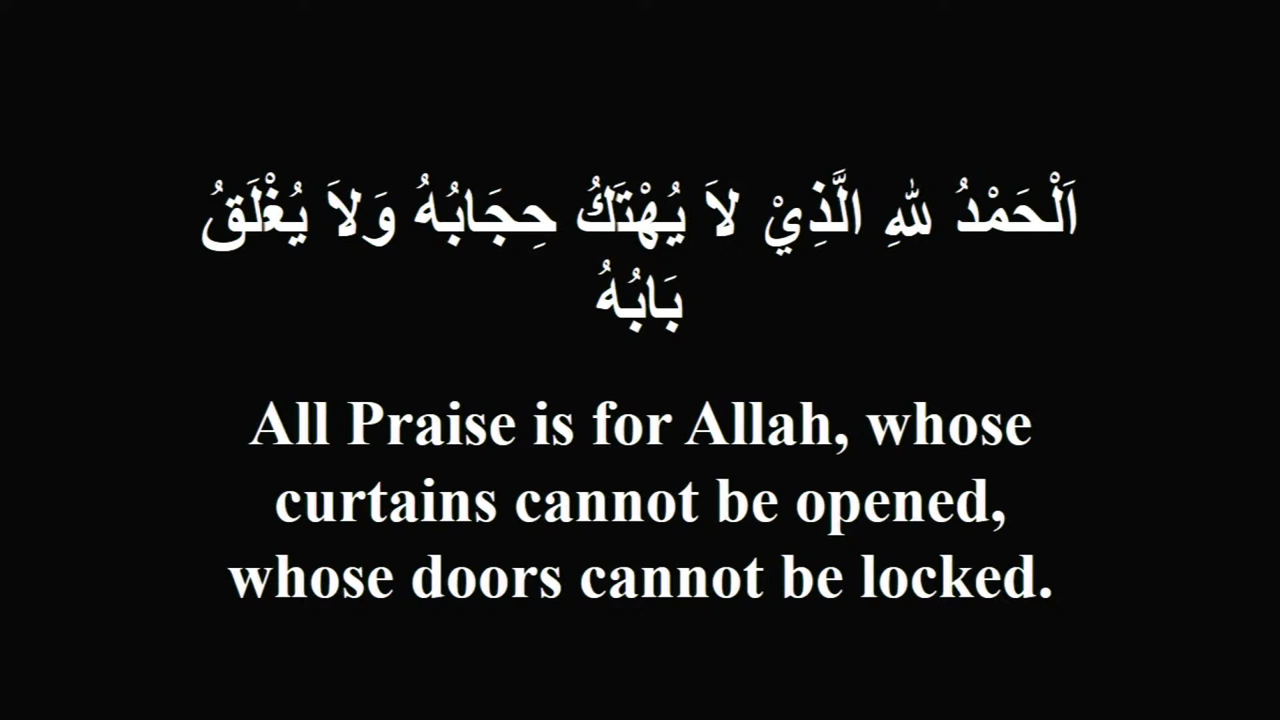 اَلْحَمْدُ لِلّٰهِ الَّذِيْ لاَ يُهْتَكُ حِجَابُهُ وَلاَ يُغْلَقُ
بَابُهُ
All Praise is for Allah, whose
curtains cannot be opened,
whose doors cannot be locked.